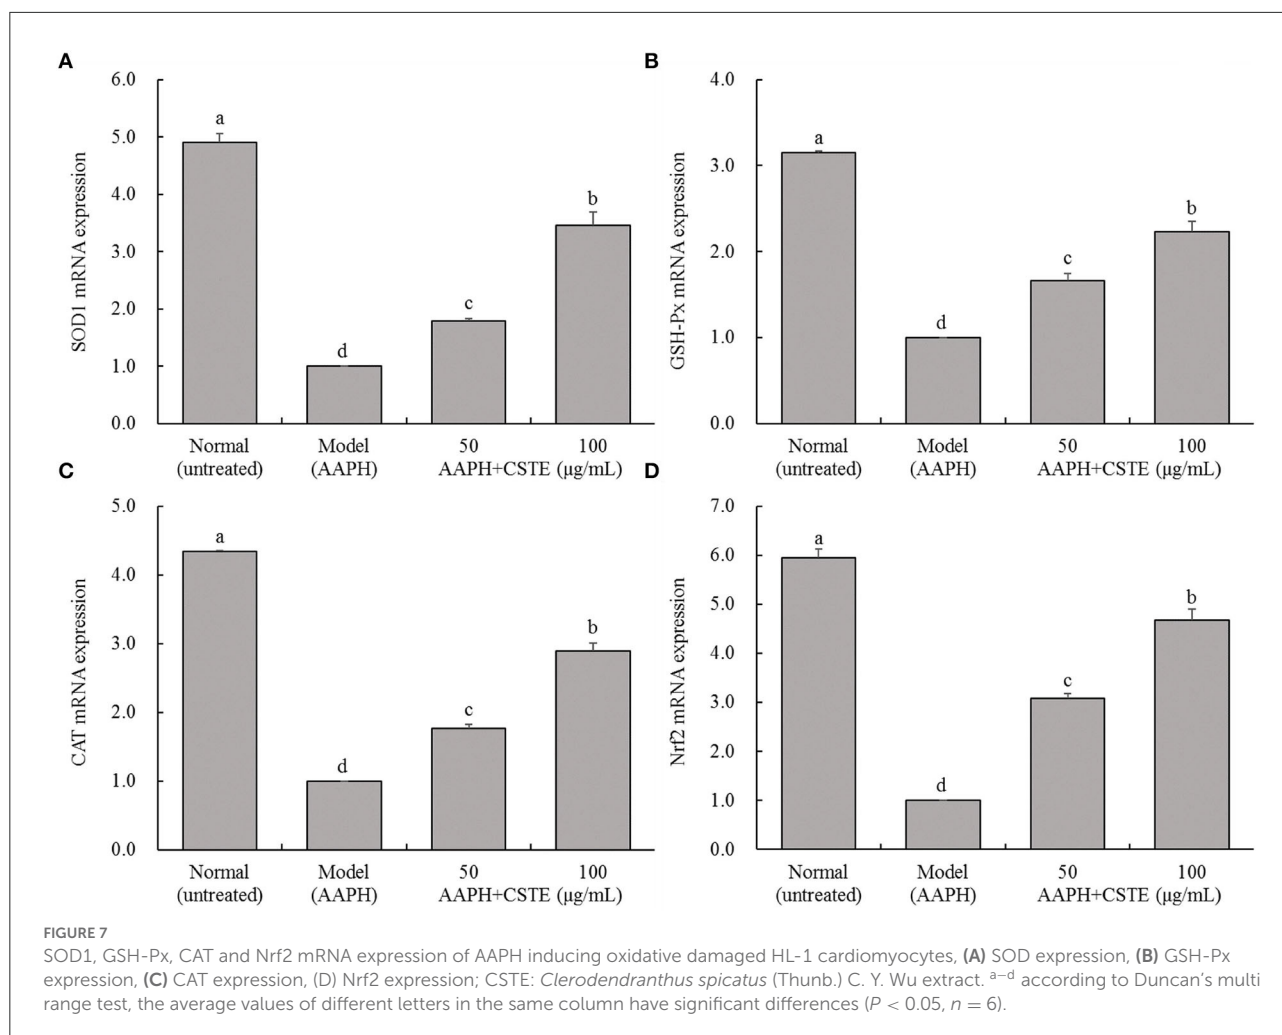 A
6.0
5.0
4.0
3.0
2.0
1.0
0.0
SOD1 mRNA expression
a
d
c
b
Normal
(untreated)
Model
(AAPH)
50
100
AAPH+CSTE (μg/mL)
B
4.0
3.0
2.0
1.0
0.0
GSH-Px mRNA expression
a
d
c
b
Normal
(untreated)
Model
(AAPH)
50
100
AAPH+CSTE (μg/mL)
C
5.0
4.0
3.0
2.0
1.0
0.0
CAT mRNA expression
a
d
c
b
Normal
(untreated)
Model
(AAPH)
50
100
AAPH+CSTE (μg/mL)
D
7.0
6.0
5.0
4.0
3.0
2.0
1.0
0.0
Nrf2 mRNA expression
a
d
c
b
Normal
(untreated)
Model
(AAPH)
50
100
AAPH+CSTE (μg/mL)
FIGURE 7
SOD1, GSH-Px, CAT and Nrf2 mRNA expression of AAPH inducing oxidative damaged HL-1 cardiomyocytes, (A) SOD expression, (B) GSH-Px
expression, (C) CAT expression, (D) Nrf2 expression; CSTE: Clerodendranthus spicatus (Thunb.) C. Y. Wu extract. a–d according to Duncan's multi
range test, the average values of different letters in the same column have significant differences (P < 0.05, n = 6).